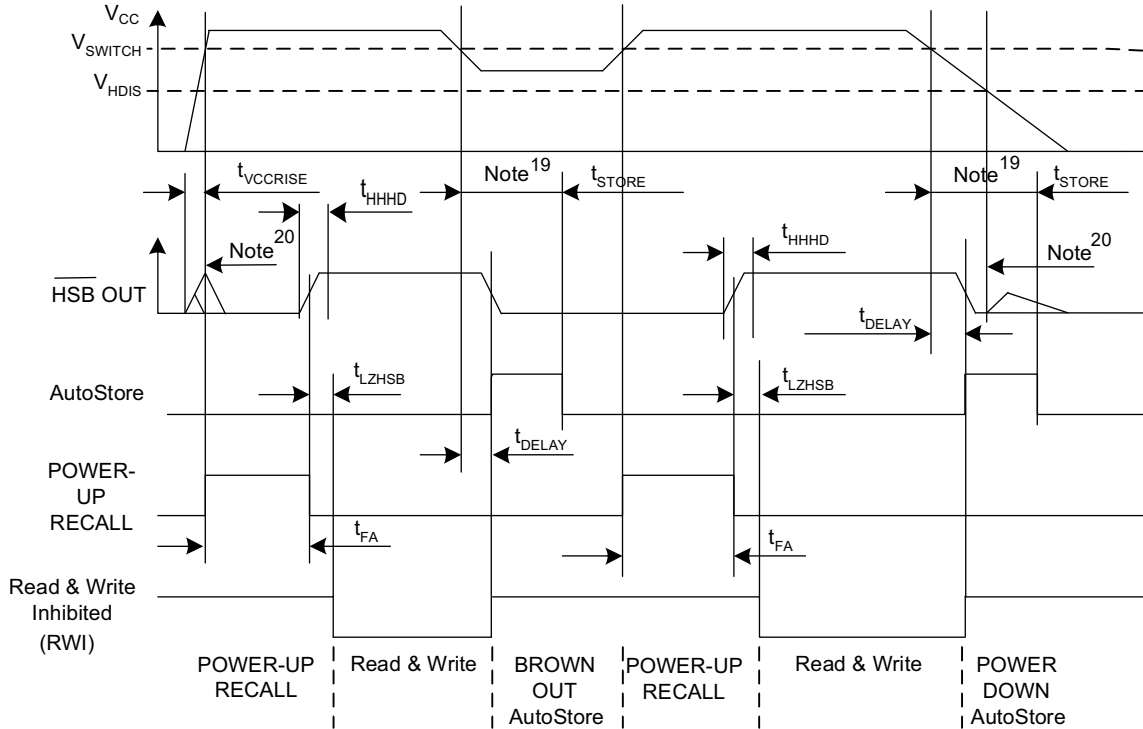 VCC
VSWITCH
VHDIS
tVCCRISE
Note19
tSTORE
Note19
tSTORE
tHHHD
Note20
tHHHD
Note20
HSB OUT
tDELAY
tLZHSB
tLZHSB
AutoStore
tDELAY
POWER-
UP
RECALL
tFA
tFA
Read & Write
Inhibited
(RWI)
POWER-UP
RECALL
Read & Write
BROWN
OUT
AutoStore
POWER-UP
RECALL
Read & Write
POWER
DOWN
AutoStore